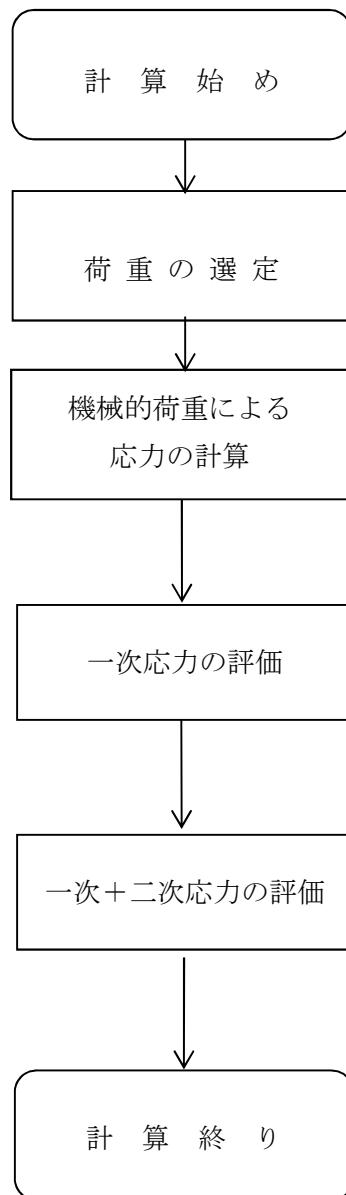 計算始め
荷重の選定
機械的荷重による
応力の計算
一次応力の評価
一次＋二次応力の評価
計算終り